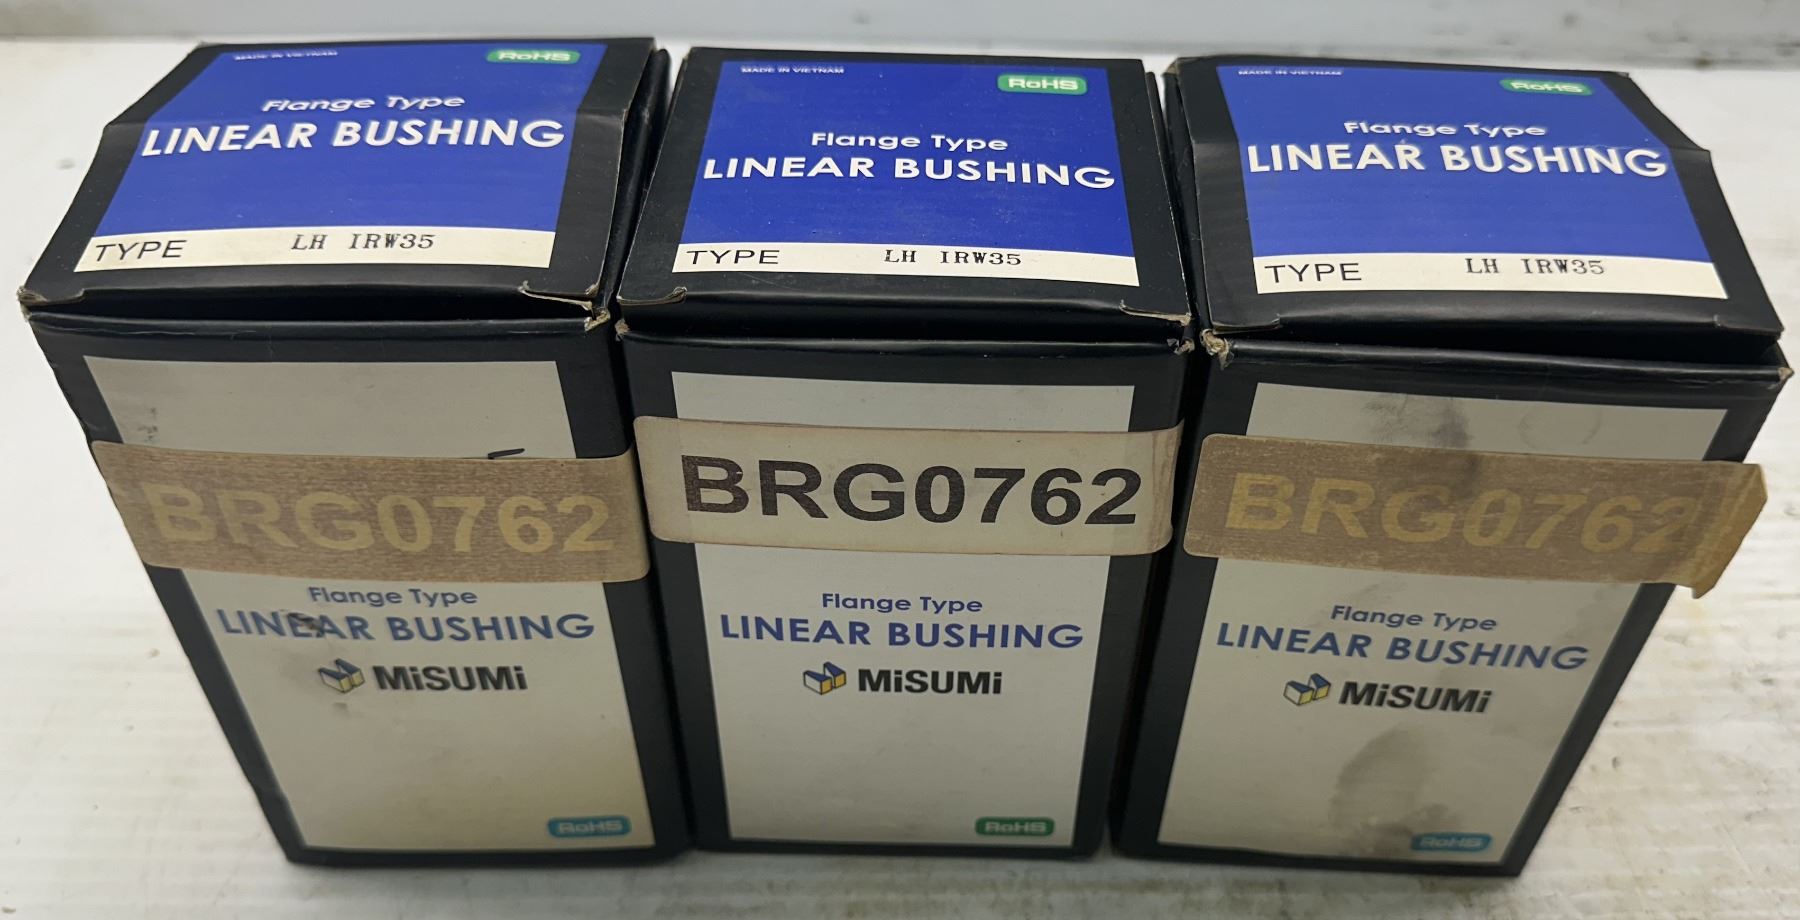 MADE IN VIETNAM
RoHS
Flange Type
LINEAR BUSHING
TYPE LH IRW35
BRG0762
Flange Type
LINEAR BUSHING
MiSUMi
RoHS
MADE IN VIETNAM
RoHS
Flange Type
LINEAR BUSHING
TYPE LH IRW35
BRG0762
Flange Type
LINEAR BUSHING
MiSUMi
RoHS
MADE IN VIETNAM
RoHS
Flange Type
LINEAR BUSHING
TYPE LH IRW35
BRG0762
Flange Type
LINEAR BUSHING
MiSUMi
RoHS